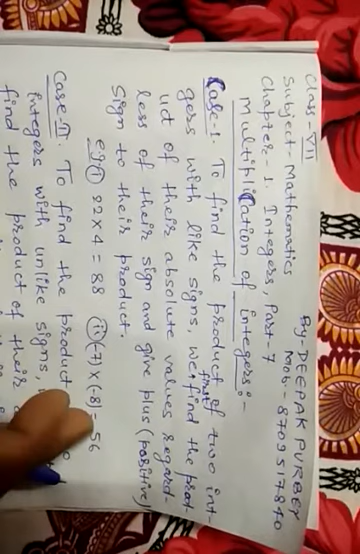 Class-VII By-DEEPAK PURBEY
Subject-Mathematics Mob:-8709517840
Chapter-1. Integers, Part-7
Multiplication of integers:-
Case-1. To find the product of two int-
gers with like signs, we first find the prod-
uct of their absolute values regard-
less of their sign and give plus (positive)
Sign to their product.
eg(i) 22×4=88 (ii) (-7)×(-8)=56
Case-II. To find the product
integers with unlike signs,
find the product of their